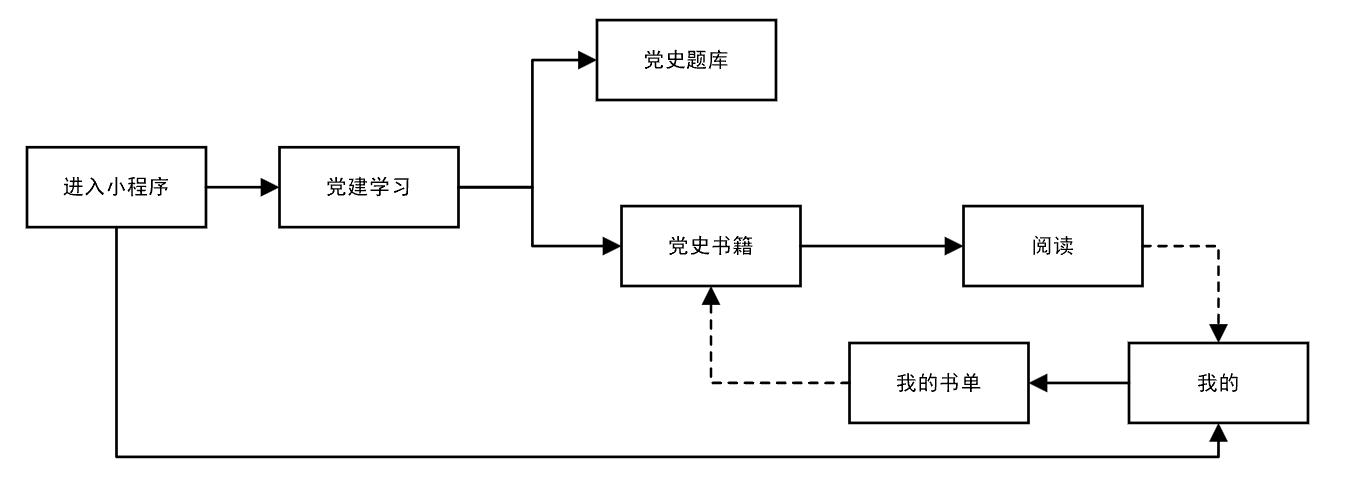 党史题库
进入小程序
党建学习
党史书籍
阅读
我的书单
我的